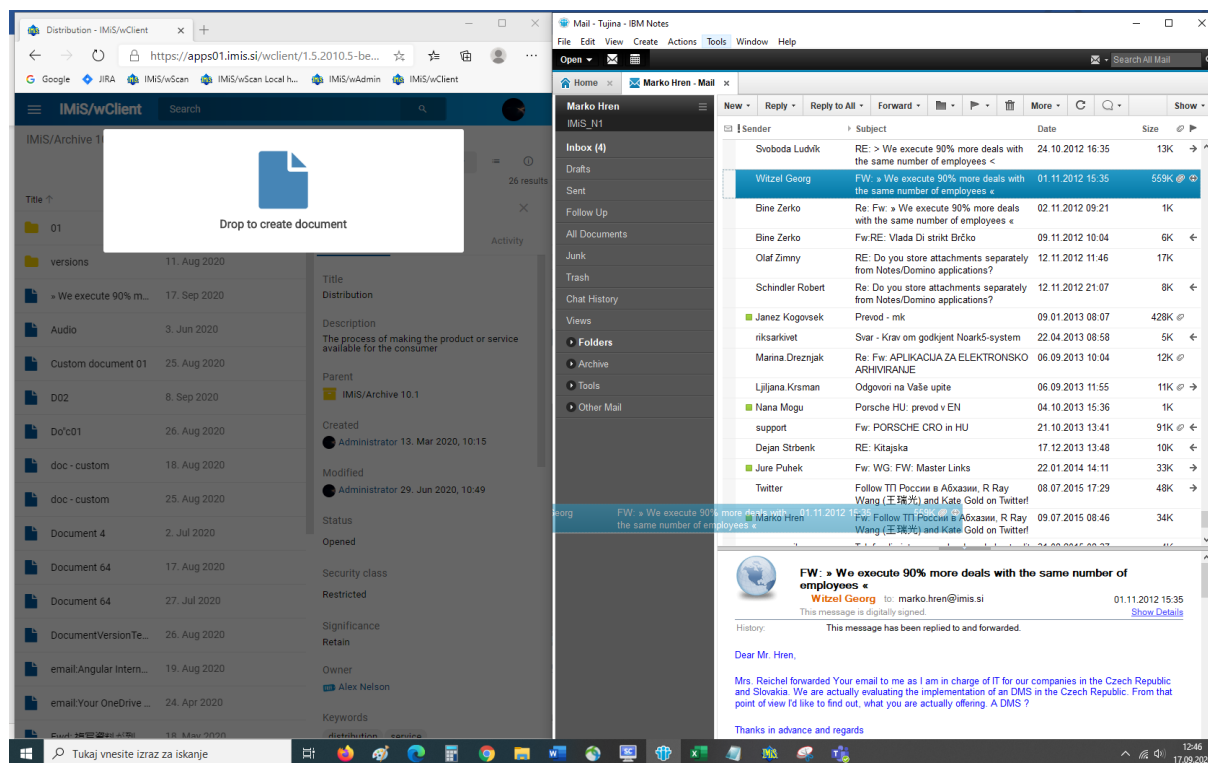 Distribution - IMiS/wClient
https://apps01.imis.si/wclient/1.5.2010.5-be...
Google
JIRA
IMiS/wScan
IMiS/wScan Local h...
IMiS/wAdmin
IMiS/wClient
IMiS/wClient
Search
IMiS/Archive 1
26 results
Title
Drop to create document
Activity
01
versions 11. Aug 2020
» We execute 90% m... 17. Sep 2020
Audio 3. Jun 2020
Custom document 01 25. Aug 2020
D02 8. Sep 2020
Do'c01 26. Aug 2020
doc - custom 18. Aug 2020
doc - custom 25. Aug 2020
Document 4 2. Jul 2020
Document 64 17. Aug 2020
Document 64 27. Jul 2020
DocumentVersionTe... 26. Aug 2020
email:Angular Intern... 19. Aug 2020
email:Your OneDrive ... 24. Apr 2020
18. May 2020
Title
Distribution
Description
The process of making the product or service
available for the consumer
Parent
IMiS/Archive 10.1
Created
Administrator 13. Mar 2020, 10:15
Modified
Administrator 29. Jun 2020, 10:49
Status
Opened
Security class
Restricted
Significance
Retain
Owner
Alex Nelson
Keywords
distribution service
Mail - Tujina - IBM Notes
File Edit View Create Actions Tools Window Help
Open
Search All Mail
Home
Marko Hren - Mail
Marko Hren
IMiS_N1
Inbox (4)
Drafts
Sent
Follow Up
All Documents
Junk
Trash
Chat History
Views
Folders
Archive
Tools
Other Mail
New Reply Reply to All Forward More Show
! Sender Subject Date Size
Svoboda Ludvík RE: > We execute 90% more deals with 24.10.2012 16:35 13K
the same number of employees <
Witzel Georg FW: » We execute 90% more deals with 01.11.2012 15:35 559K
the same number of employees «
Bine Zerko Re: Fw: » We execute 90% more deals 02.11.2012 09:21 1K
with the same number of employees «
Bine Zerko Fw:RE: Vlada Di strikt Brčko 09.11.2012 10:04 6K
Olaf Zimny RE: Do you store attachments separately 12.11.2012 11:46 17K
from Notes/Domino applications?
Schindler Robert Re: Do you store attachments separately 12.11.2012 21:07 8K
from Notes/Domino applications?
Janez Kogovsek Prevod - mk 09.01.2013 08:07 428K
riksarkivet Svar - Krav om godkjent Noark5-system 22.04.2013 08:58 5K
Marina.Dreznjak Re: Fw: APLIKACIJA ZA ELEKTRONSKO 06.09.2013 10:04 12K
ARHIVIRANJE
Ljiljana.Krsman Odgovori na Vaše upite 06.09.2013 11:55 11K
Nana Mogu Porsche HU: prevod v EN 04.10.2013 15:36 1K
support Fw: PORSCHE CRO in HU 21.10.2013 13:41 91K
Dejan Strbenk RE: Kitajska 17.12.2013 13:48 10K
Jure Puhek Fw: WG: FW: Master Links 22.01.2014 14:11 33K
Twitter Follow ТП России в Абхазии, R Ray 08.07.2015 17:29 48K
Wang (王瑞光) and Kate Gold on Twitter!
eorg FW: » We execute 90% more deals with 01.11.2012 15:35 559K
the same number of employees «
Marko Hren Fw: Follow ТП России в Абхазии, R Ray 09.07.2015 08:46 34K
Wang (王瑞光) and Kate Gold on Twitter!
FW: » We execute 90% more deals with the same number of
employees «
Witzel Georg to: marko.hren@imis.si 01.11.2012 15:35
This message is digitally signed. Show Details
History: This message has been replied to and forwarded.
Dear Mr. Hren,
Mrs. Reichel forwarded Your email to me as I am in charge of IT for our companies in the Czech Republic
and Slovakia. We are actually evaluating the implementation of an DMS in the Czech Republic. From that
point of view I'd like to find out, what you are actually offering. A DMS ?
Thanks in advance and regards
Tukaj vnesite izraz za iskanje
12:46